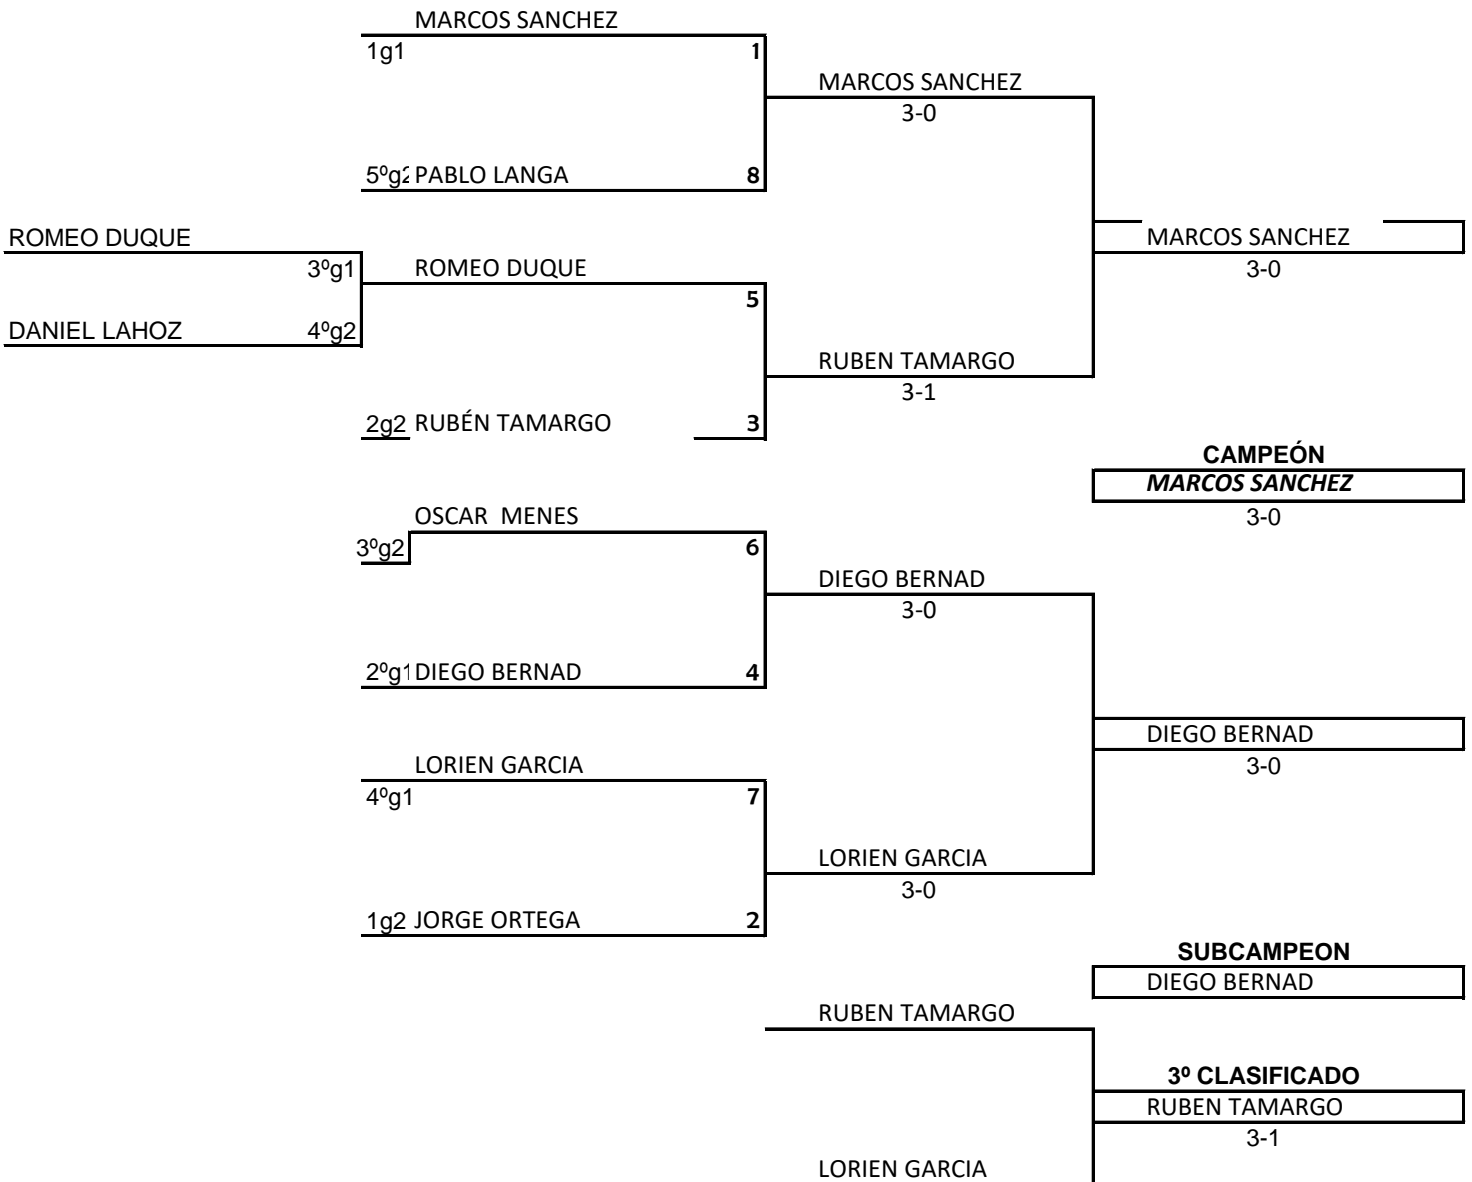 MARCOS SANCHEZ
1g1 1
MARCOS SANCHEZ
3-0
5ºg2 PABLO LANGA 8
ROMEO DUQUE
MARCOS SANCHEZ
3ºg1 ROMEO DUQUE
3-0
5
DANIEL LAHOZ 4ºg2
RUBEN TAMARGO
3-1
2g2 RUBÉN TAMARGO 3
CAMPEÓN
MARCOS SANCHEZ
OSCAR MENES
3-0
3ºg2 6
DIEGO BERNAD
3-0
2ºg1 DIEGO BERNAD 4
DIEGO BERNAD
LORIEN GARCIA
3-0
4ºg1 7
LORIEN GARCIA
3-0
1g2 JORGE ORTEGA 2
SUBCAMPEON
DIEGO BERNAD
RUBEN TAMARGO
3º CLASIFICADO
RUBEN TAMARGO
3-1
LORIEN GARCIA